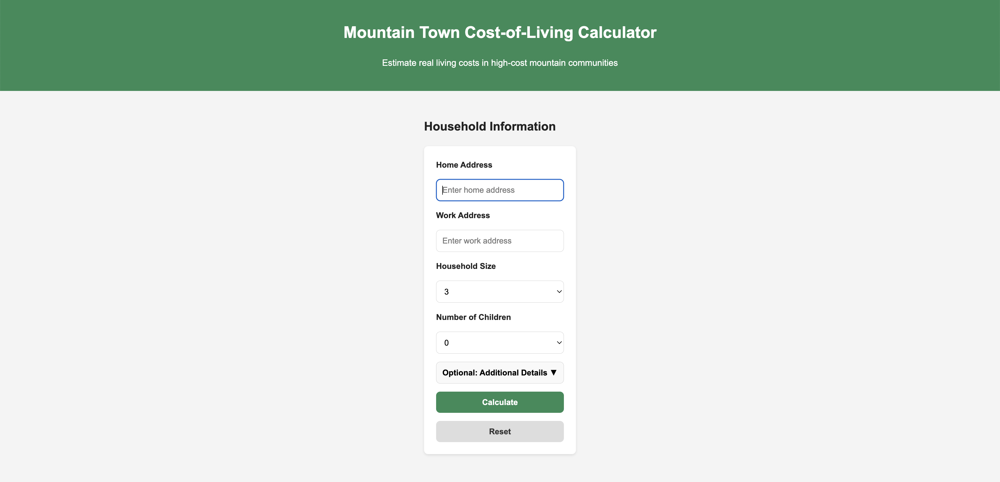 Mountain Town Cost-of-Living Calculator
Estimate real living costs in high-cost mountain communities
Household Information
Home Address
Enter home address
Work Address
Enter work address
Household Size
3
Number of Children
0
Optional: Additional Details ▼
Calculate
Reset